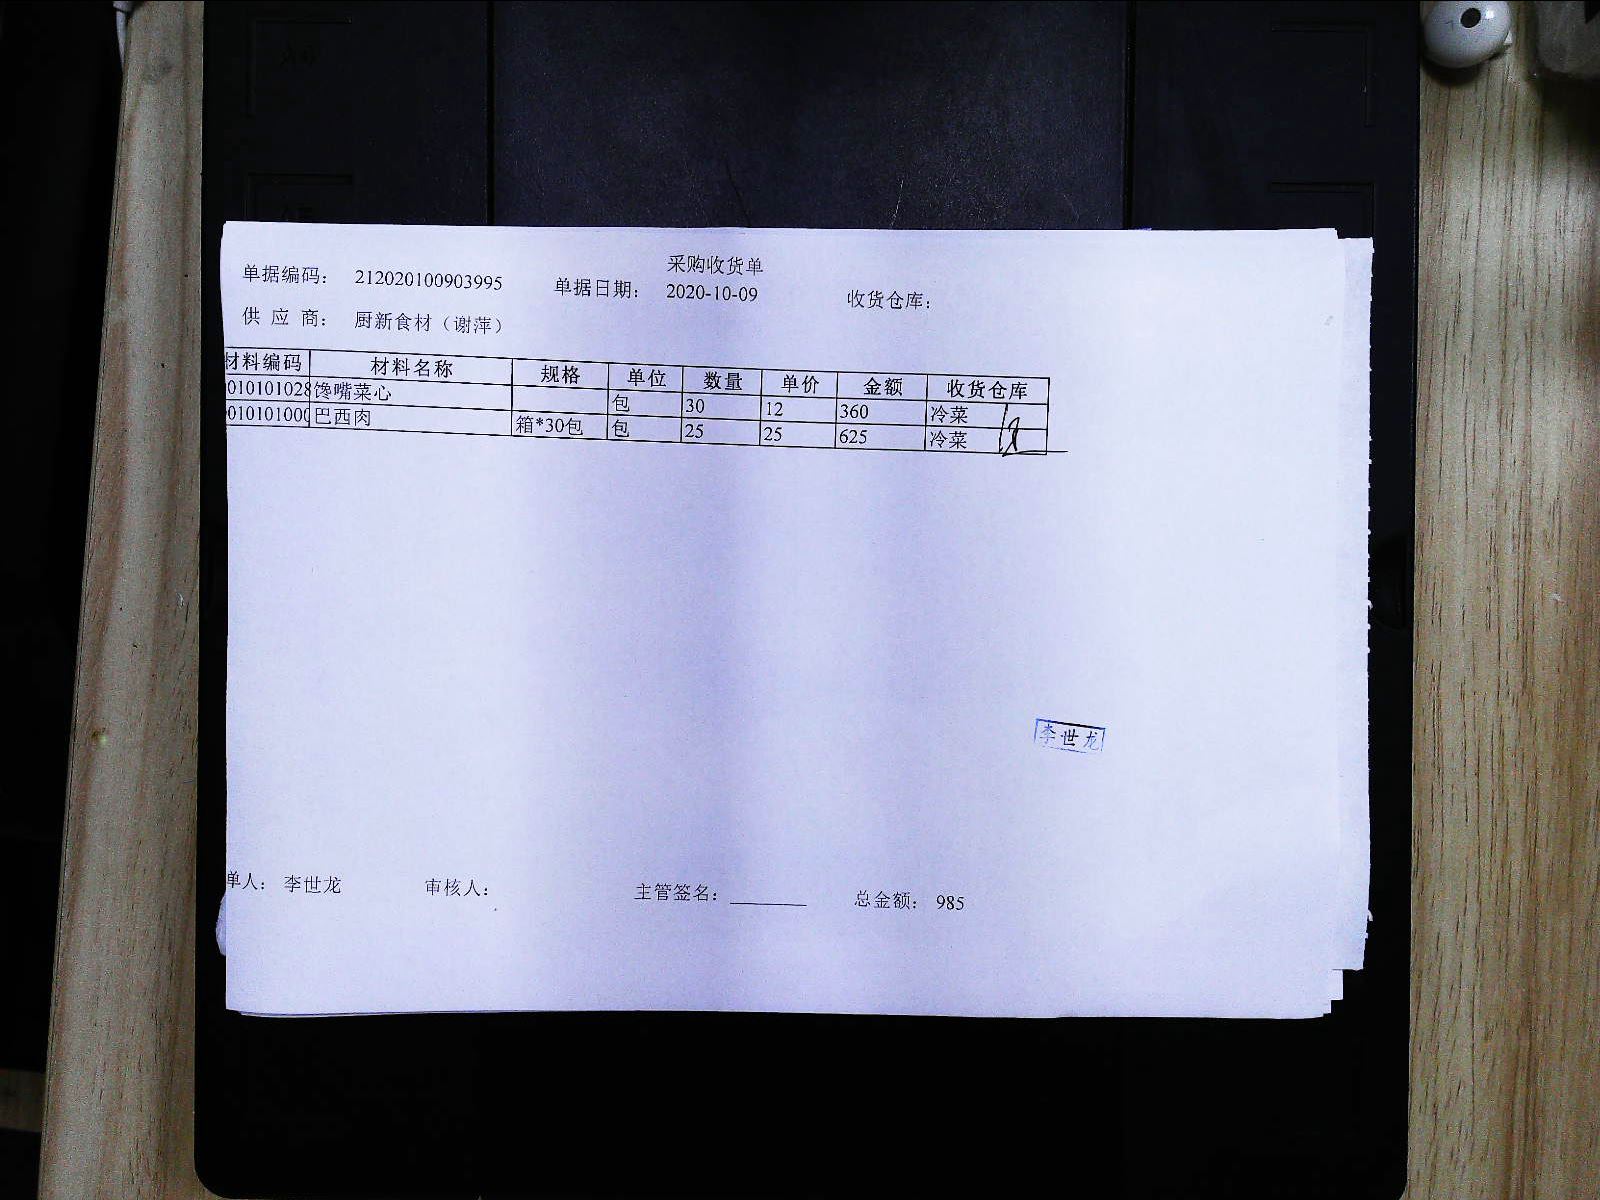 采购收货单
单据编码： 212020100903995 单据日期： 2020-10-09 收货仓库：
供 应 商： 厨新食材（谢萍）
材料编码 材料名称 规格 单位 数量 单价 金额 收货仓库
010101028 馋嘴菜心 包 30 12 360 冷菜
010101000 巴西肉 箱*30包 包 25 25 625 冷菜
李世龙
单人： 李世龙 审核人： 主管签名： 总金额： 985